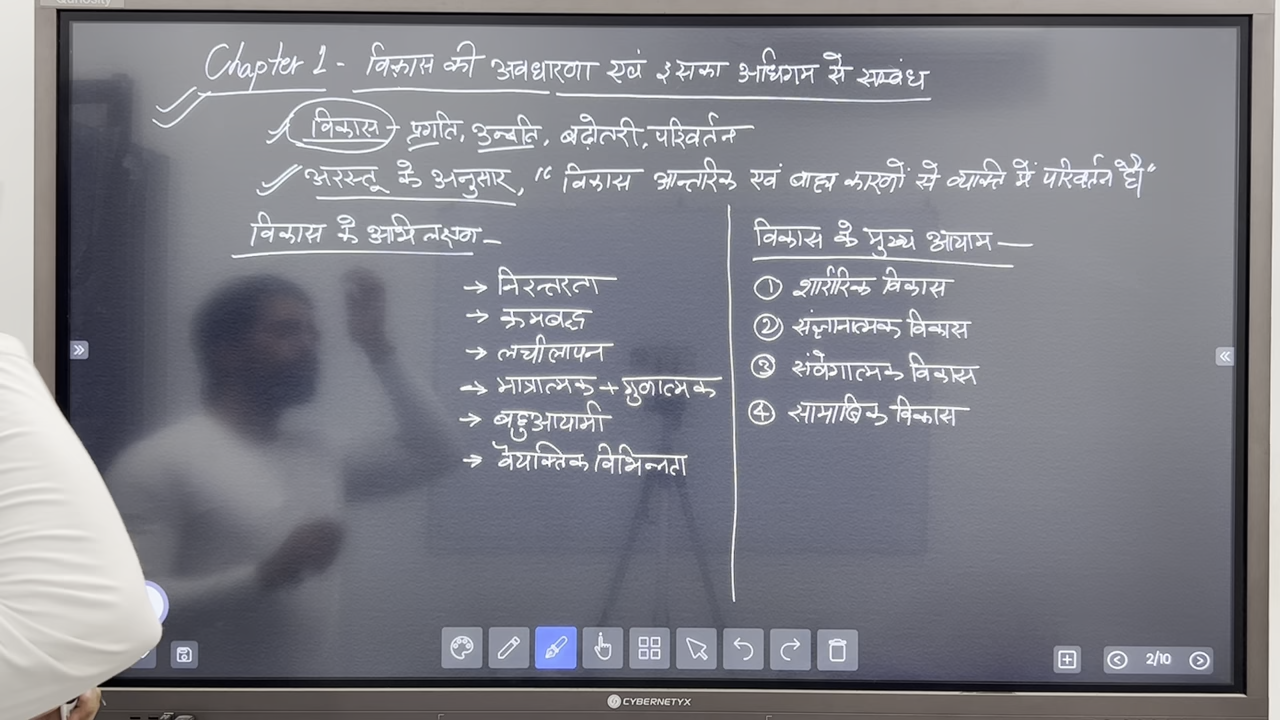 Chapter 1 - विकास की अवधारणा एवं इसका अधिगम से सम्बंध
विकास - प्रगति, उन्नति, बढ़ोतरी, परिवर्तन
अरस्तू के अनुसार, "विकास आन्तरिक एवं बाह्य कारणों से व्यक्ति में परिवर्तन है।"
विकास के अभिलक्षण -
→ निरन्तरता
→ क्रमबद्ध
→ लचीलापन
→ मात्रात्मक + गुणात्मक
→ बहुआयामी
→ वैयक्तिक विभिन्नता
विकास के मुख्य आयाम —
① शारीरिक विकास
② संज्ञानात्मक विकास
③ संवेगात्मक विकास
④ सामाजिक विकास
2/10
CYBERNETYX